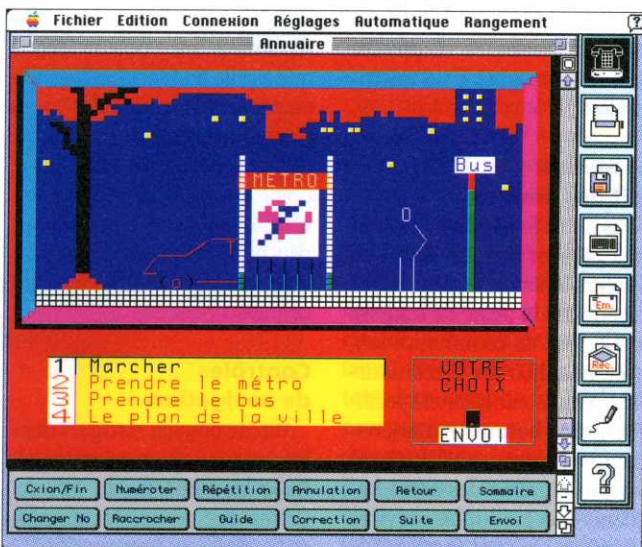 Fichier Edition Connexion Réglages Automatique Rangement ?
Annuaire
Bus
METRO
1 Marcher
2 Prendre le métro
3 Prendre le bus
4 Le plan de la ville
VOTRE
CHOIX
ENVOI
Em.
Réc.
?
Cxion/Fin Numéroter Répétition Annulation Retour Sommaire
Changer No Raccrocher Guide Correction Suite Envoi